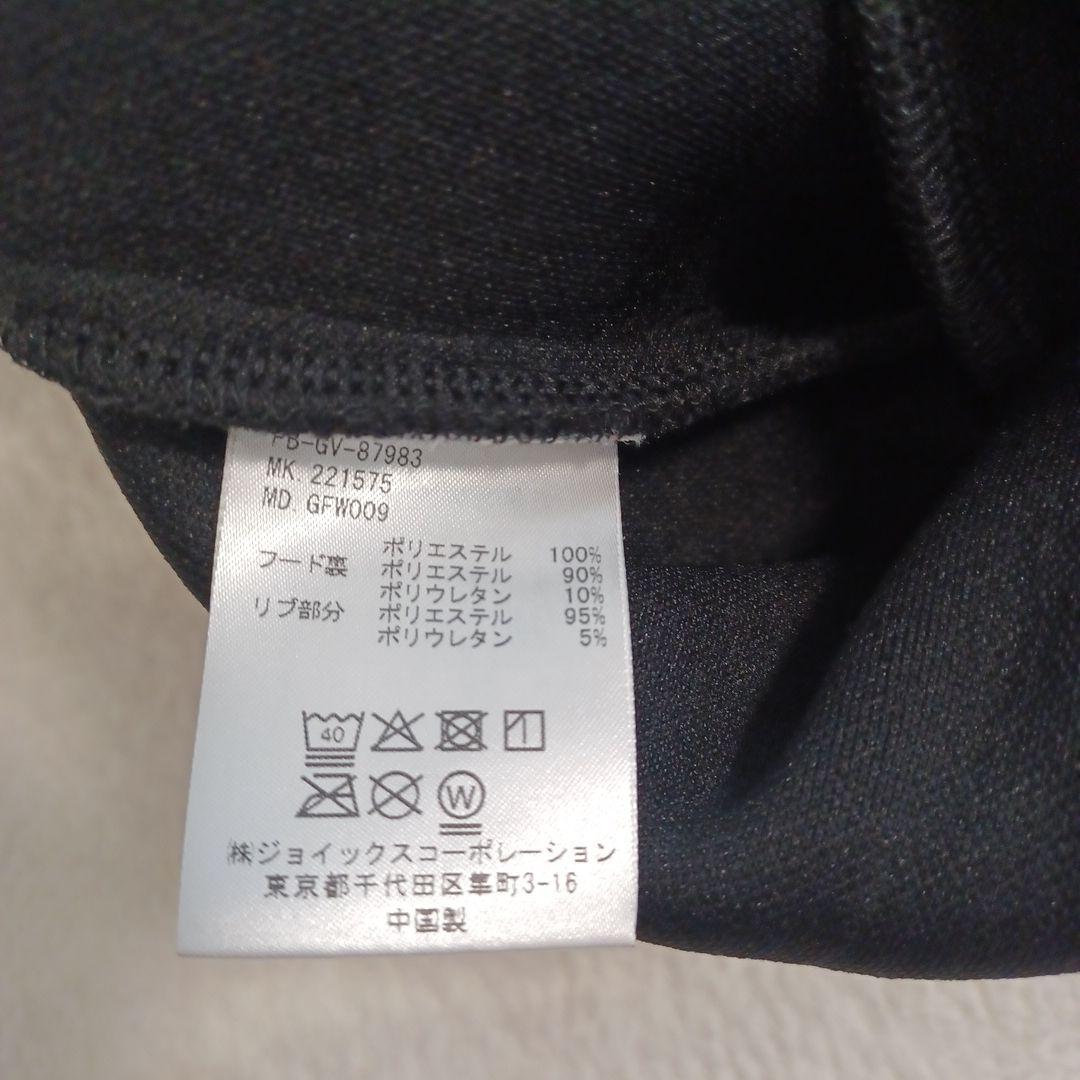 PB-GV-87983
MK. 221575
MD. GFW009
ポリエステル 100%
フード裏 ポリエステル 90%
ポリウレタン 10%
リブ部分 ポリエステル 95%
ポリウレタン 5%
40
W
㈱ジョイックスコーポレーション
東京都千代田区隼町3-16
中国製